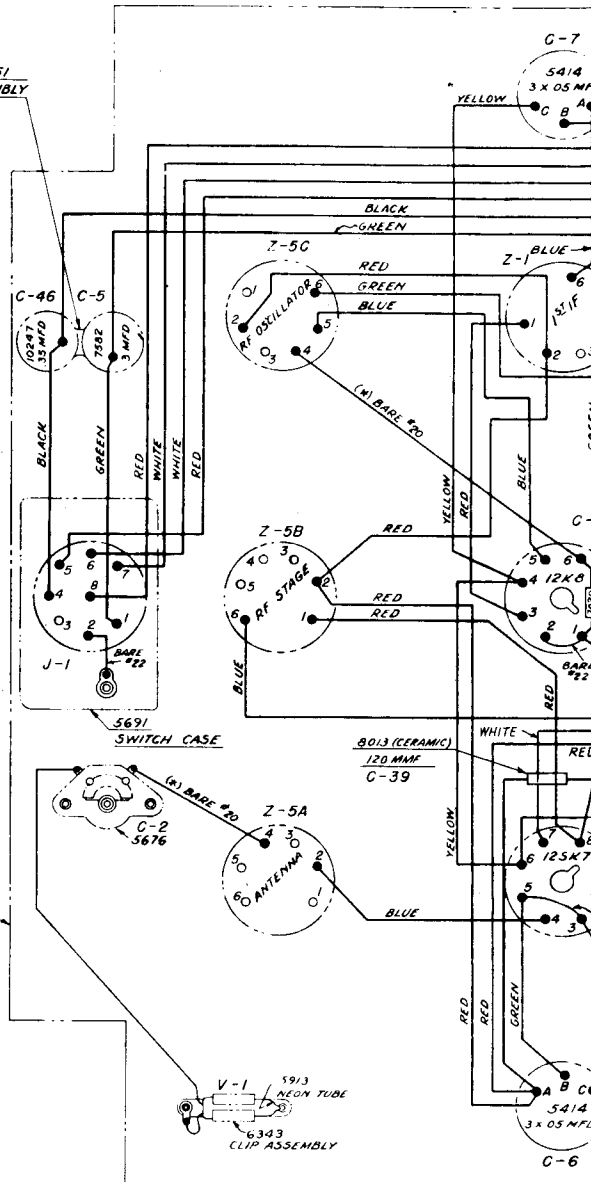 C-7
5414
3 X 05 MF
C B A
YELLOW
BLACK
GREEN
Z-5C
RED
GREEN
BLUE
1
2
3
4
5
6
RF OSCILLATOR
Z-1
BLUE
1ST IF
1
2
3
6
C-46
10247
35 MFD
C-5
7582
3 MFD
BLACK
GREEN
RED
WHITE
WHITE
RED
(*) BARE #20
YELLOW
RED
BLUE
J-1
1
2
3
4
5
6
7
8
BARE
#22
5691
SWITCH CASE
Z-5B
RED
RED
RED
1
2
3
4
5
6
RF STAGE
BLUE
12K8
1
2
3
4
5
6
BARE
#22
RED
8013 (CERAMIC)
120 MMF
C-39
WHITE
RED
YELLOW
C-2
5676
(*) BARE #20
Z-5A
1
2
3
4
5
6
ANTENNA
BLUE
12SK7
3
4
5
6
7
8
RED
RED
GREEN
V-1
5913
NEON TUBE
6343
CLIP ASSEMBLY
A B C
5414
3 X 05 MFD
C-6